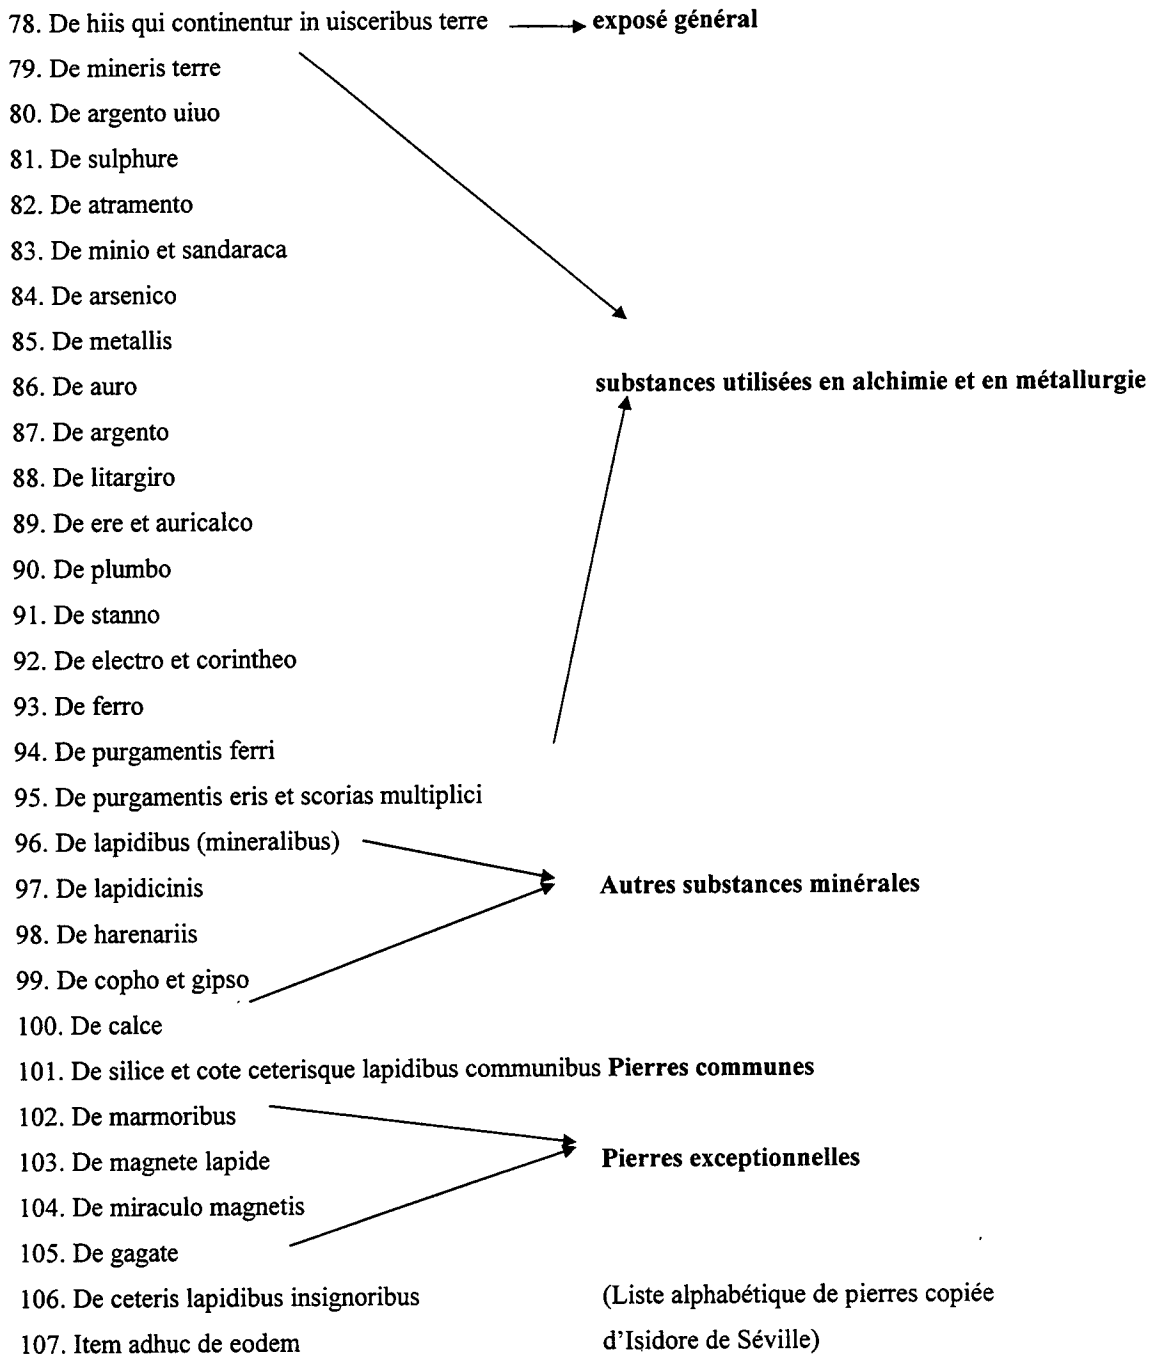 78. De hiis qui continentur in uisceribus terre exposé général
79. De mineris terre
80. De argento uiuo
81. De sulphure
82. De atramento
83. De minio et sandaraca
84. De arsenico
85. De metallis
86. De auro substances utilisées en alchimie et en métallurgie
87. De argento
88. De litargiro
89. De ere et auricalco
90. De plumbo
91. De stanno
92. De electro et corintheo
93. De ferro
94. De purgamentis ferri
95. De purgamentis eris et scorias multiplici
96. De lapidibus (mineralibus)
97. De lapidicinis Autres substances minérales
98. De harenariis
99. De copho et gipso
100. De calce
101. De silice et cote ceterisque lapidibus communibus Pierres communes
102. De marmoribus
103. De magnete lapide Pierres exceptionnelles
104. De miraculo magnetis
105. De gagate
106. De ceteris lapidibus insignoribus (Liste alphabétique de pierres copiée
107. Item adhuc de eodem d'Isidore de Séville)